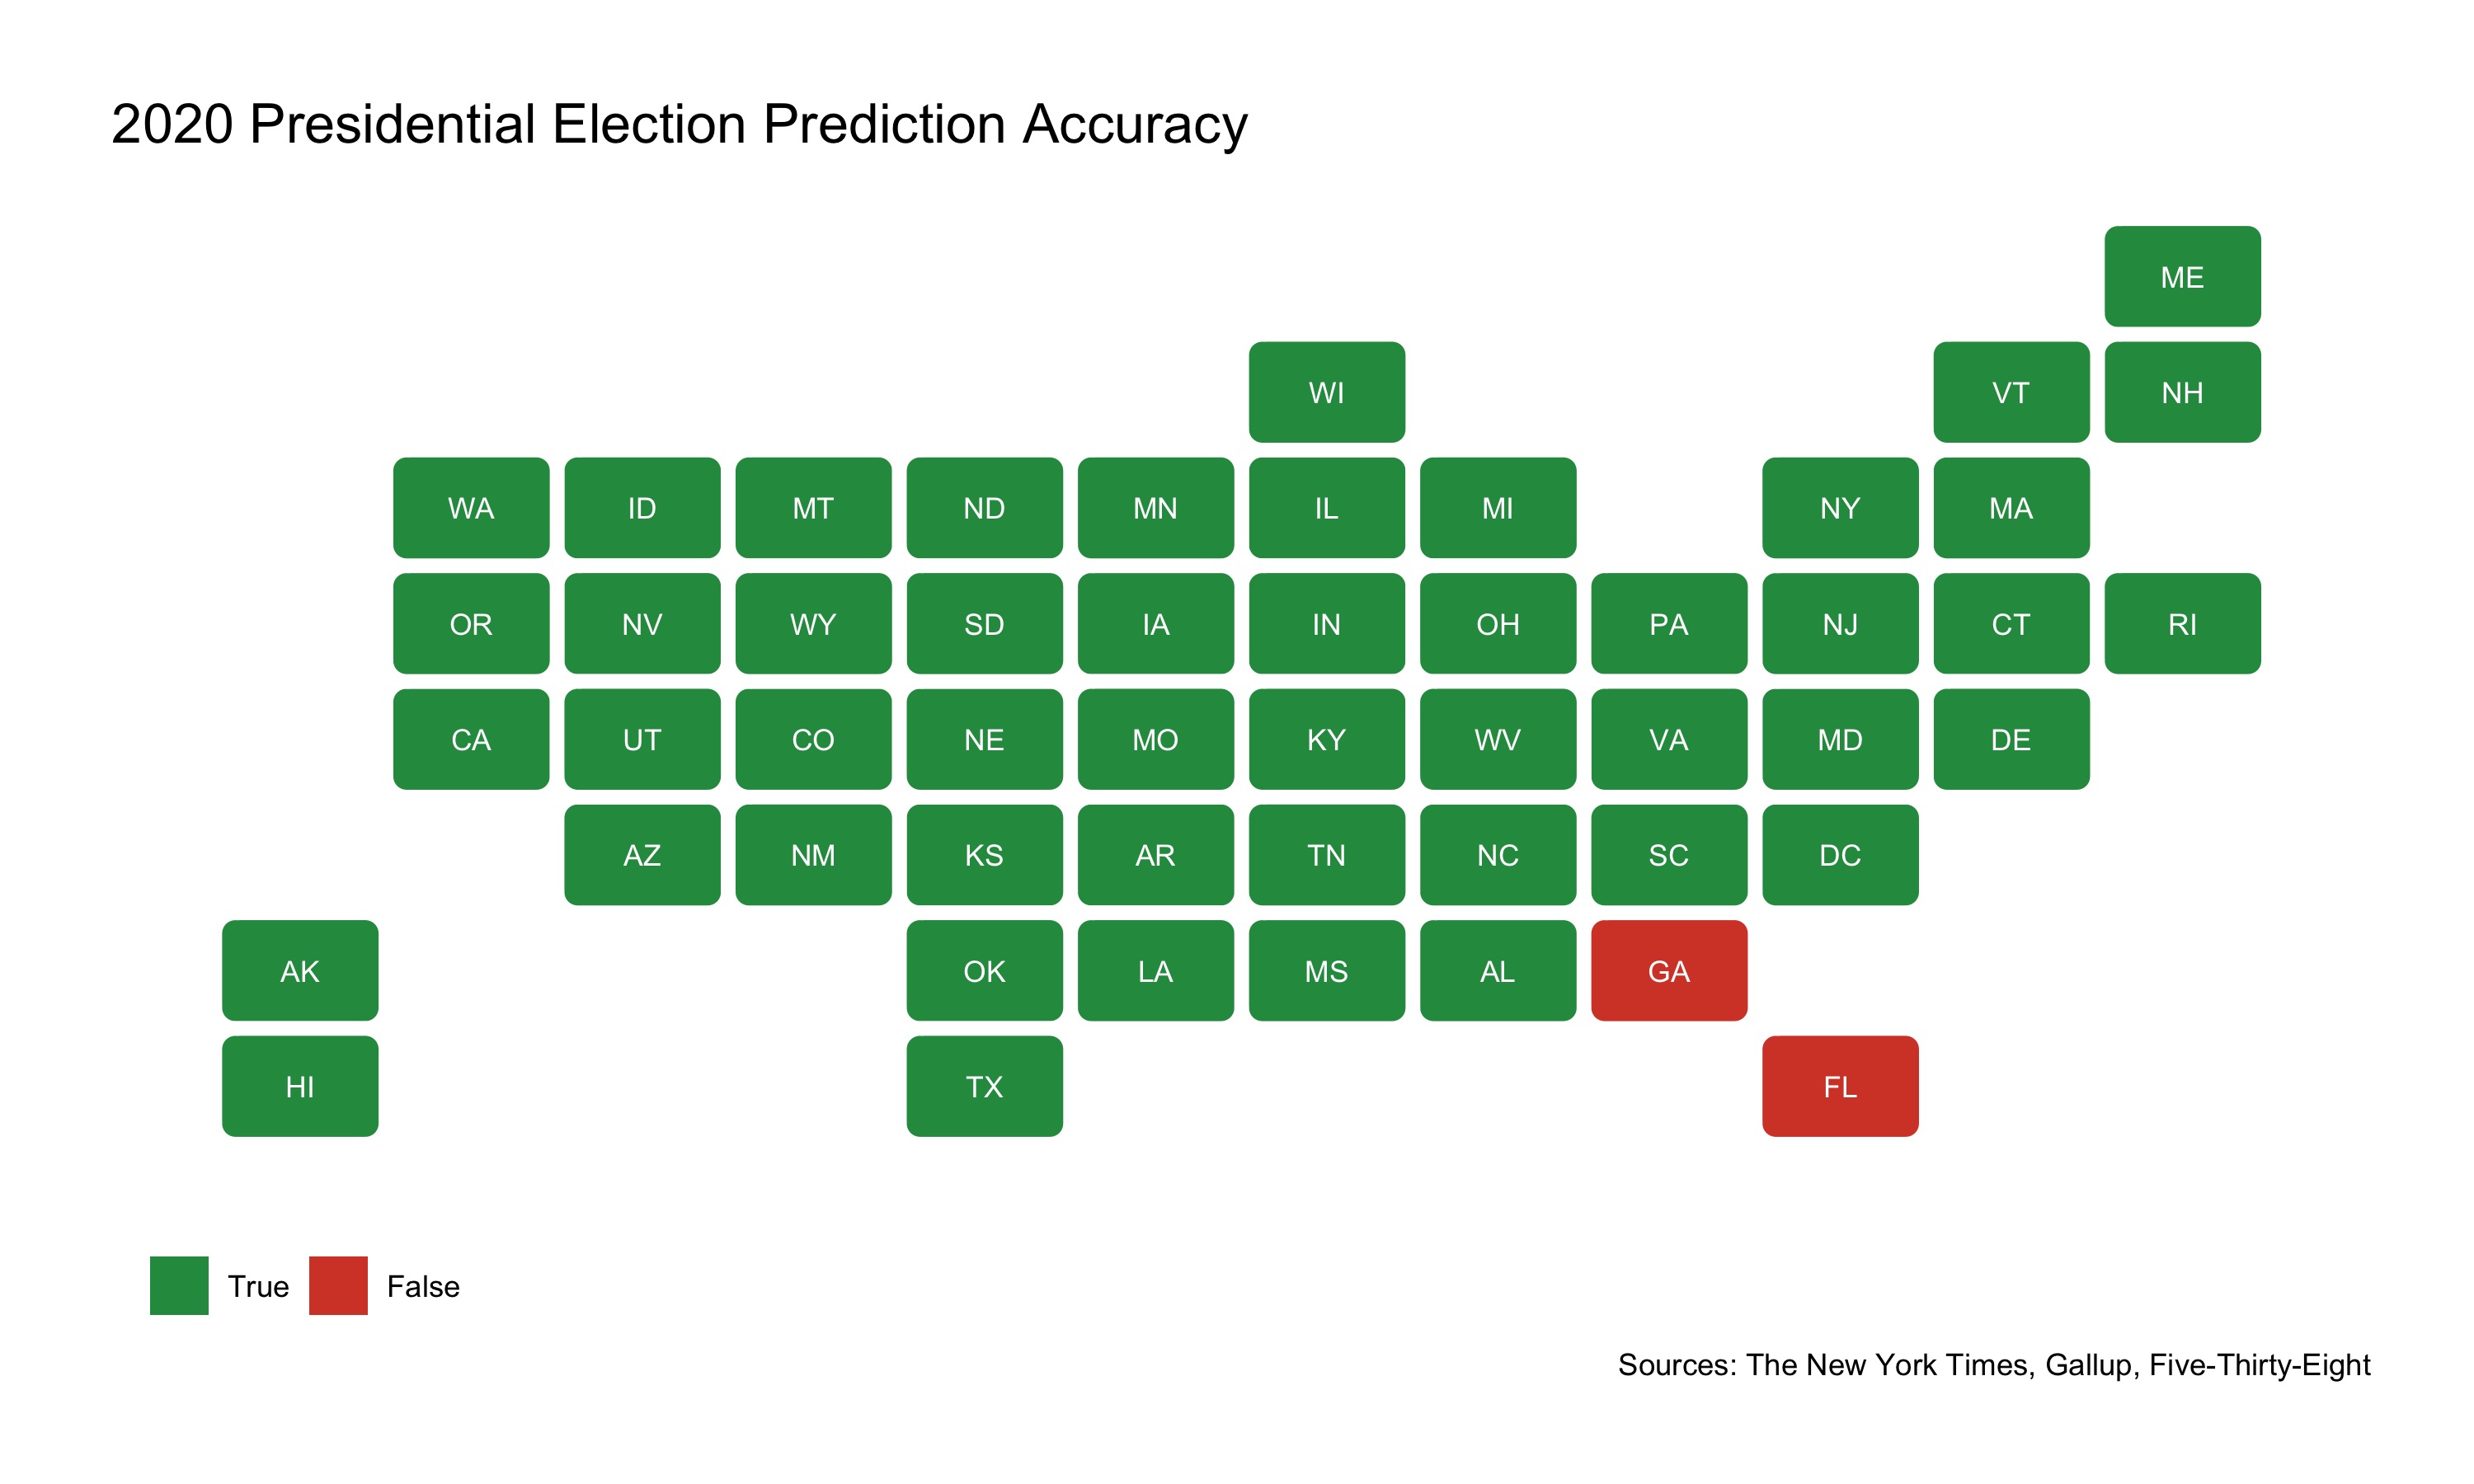 2020 Presidential Election Prediction Accuracy
ME
WI VT NH
WA ID MT ND MN IL MI NY MA
OR NV WY SD IA IN OH PA NJ CT RI
CA UT CO NE MO KY WV VA MD DE
AZ NM KS AR TN NC SC DC
AK OK LA MS AL GA
HI TX FL
True False
Sources: The New York Times, Gallup, Five-Thirty-Eight